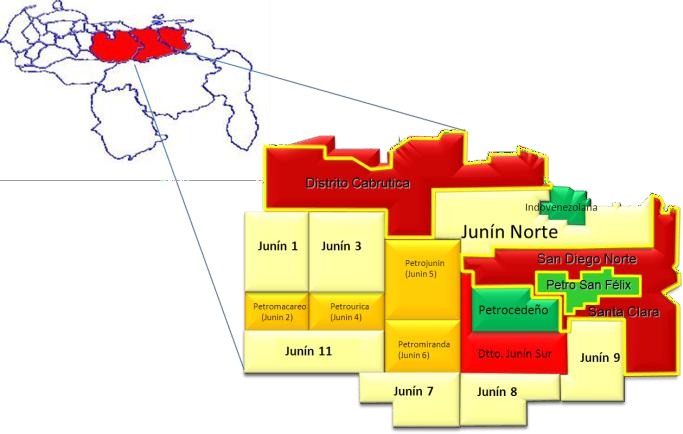 Distrito Cabrutica
Indovenezolana
Junín Norte
Junín 1
Junín 3
San Diego Norte
Petrojunin
(Junin 5)
Petro San Félix
Petromacareo
(Junin 2)
Petrourica
(Junin 4)
Petrocedeño
Santa Clara
Junín 11
Petromiranda
(Junin 6)
Dtto. Junín Sur
Junín 9
Junín 7
Junín 8